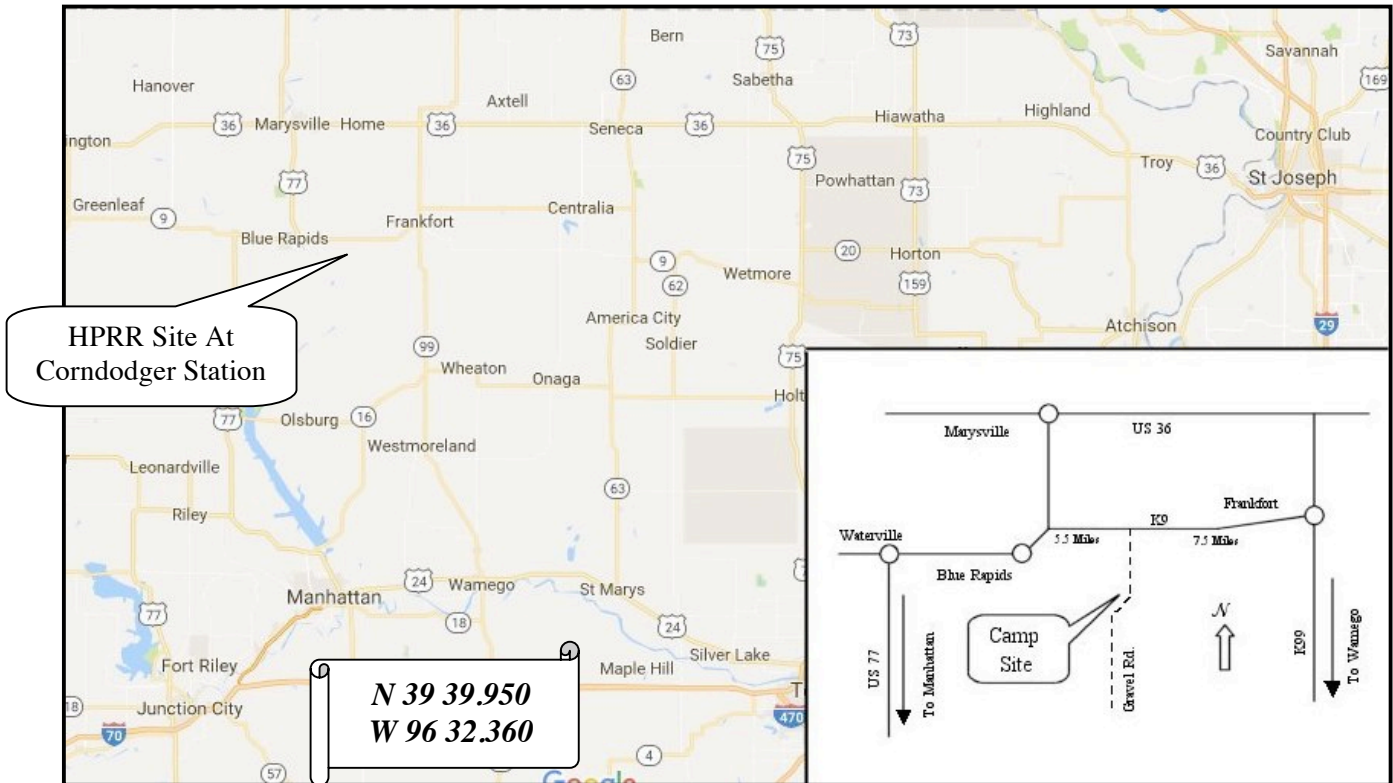 Bern
75
73
Savannah
169
Hanover
63
Sabetha
Axtell
Hiawatha
Highland
36
Marysville
Home
36
Seneca
36
Country Club
ington
75
Troy
36
St Joseph
77
Powhattan
73
Greenleaf
9
Centralia
Frankfort
Blue Rapids
20
Horton
9
Wetmore
62
159
HPRR Site At
Corndodger Station
America City
Soldier
Atchison
29
99
75
Wheaton
Onaga
Holt
77
Olsburg
16
Westmoreland
Leonardville
63
Riley
24
Wamego
St Marys
Manhattan
77
18
24
Silver Lake
Fort Riley
Maple Hill
18
Junction City
70
470
N 39 39.950
W 96 32.360
4
57
Google
Marysville
US 36
Frankfort
K9
Waterville
5.5 Miles
7.5 Miles
Blue Rapids
Camp
Site
N
US 77
To Manhattan
Gravel Rd.
K99
To Wamego